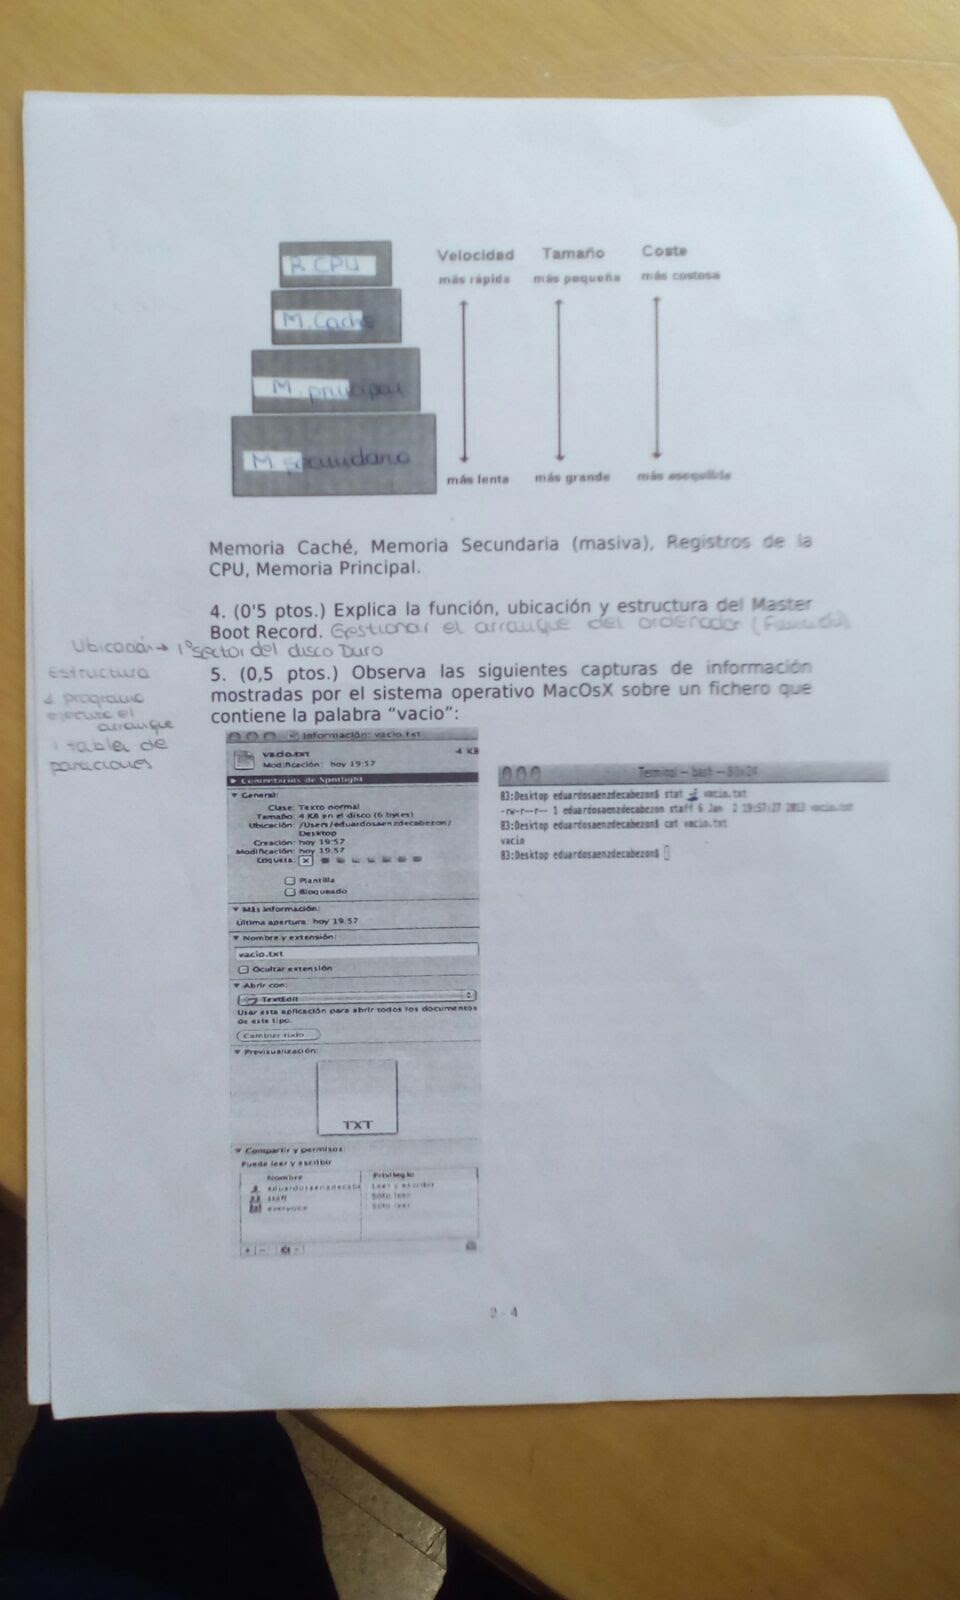 R. CPU
M. Caché
M. principal
M. secundaria
Velocidad Tamaño Coste
más rápida más pequeña más costosa
más lenta más grande más asequible
Memoria Caché, Memoria Secundaria (masiva), Registros de la
CPU, Memoria Principal.
4. (0'5 ptos.) Explica la función, ubicación y estructura del Master
Boot Record. Gestionar el arranque del ordenador (Función)
Ubicación → 1º sector del disco Duro
Estructura
programa
ejecuta el
arranque
1 tabla de
particiones
5. (0,5 ptos.) Observa las siguientes capturas de información
mostradas por el sistema operativo MacOsX sobre un fichero que
contiene la palabra “vacio”:
Información: vacio.txt
vacio.txt 4 KB
Modificación: hoy 19:57
Comentarios de Spotlight
General:
Clase: Texto normal
Tamaño: 4 KB en el disco (6 bytes)
Ubicación: /Users/eduardosaenzdecabezon/
Desktop
Creación: hoy 19:57
Modificación: hoy 19:57
Etiqueta:
Plantilla
Bloqueado
Más información:
Última apertura: hoy 19:57
Nombre y extensión:
vacio.txt
Ocultar extensión
Abrir con:
TextEdit
Usar esta aplicación para abrir todos los documentos
de este tipo.
Cambiar todo...
Previsualización:
TXT
Compartir y permisos:
Puede leer y escribir
Nombre Privilegio
eduardosaenzdecabe Leer y escribir
staff Sólo leer
everyone Sólo leer
Terminal — bash — 80x24
83:Desktop eduardosaenzdecabezon$ stat vacio.txt
-rw-r--r-- 1 eduardosaenzdecabezon staff 6 Jan 2 19:57:27 2013 vacio.txt
83:Desktop eduardosaenzdecabezon$ cat vacio.txt
vacio
83:Desktop eduardosaenzdecabezon$
2 - 4